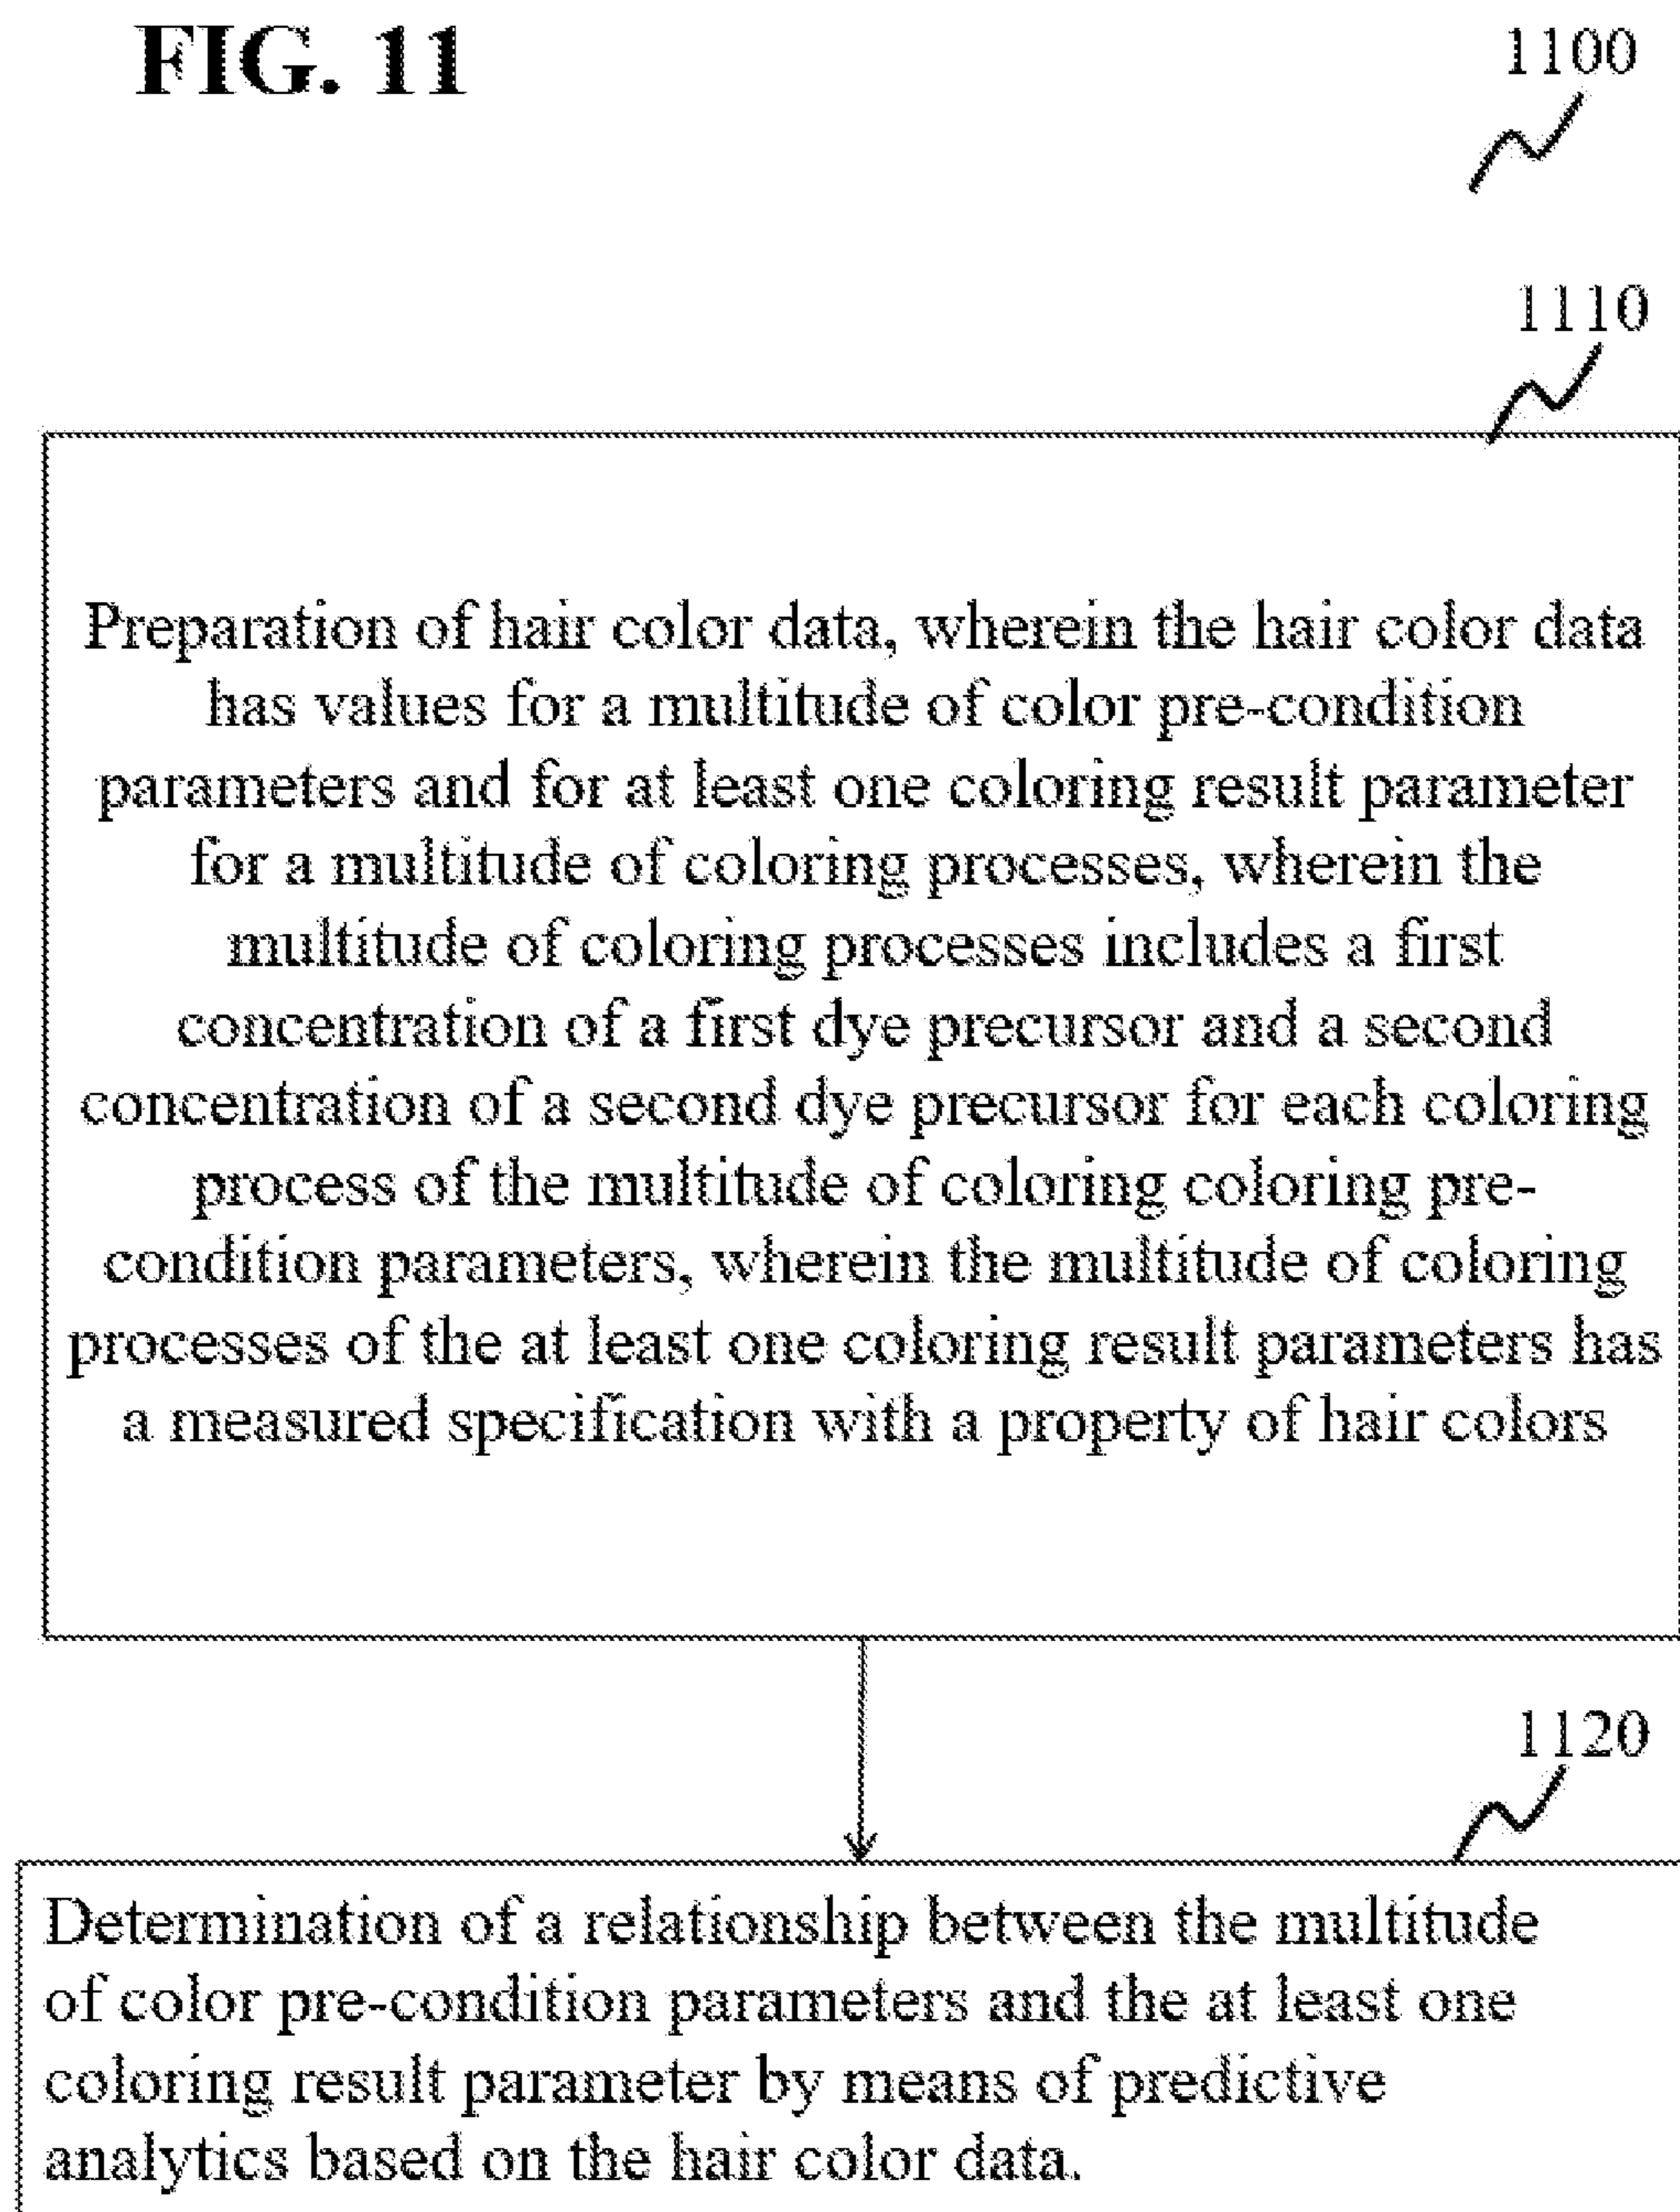 FIG. 11
1100
1110
Preparation of hair color data, wherein the hair color data
has values for a multitude of color pre-condition
parameters and for at least one coloring result parameter
for a multitude of coloring processes, wherein the
multitude of coloring processes includes a first
concentration of a first dye precursor and a second
concentration of a second dye precursor for each coloring
process of the multitude of coloring coloring pre-
condition parameters, wherein the multitude of coloring
processes of the at least one coloring result parameters has
a measured specification with a property of hair colors
1120
Determination of a relationship between the multitude
of color pre-condition parameters and the at least one
coloring result parameter by means of predictive
analytics based on the hair color data.